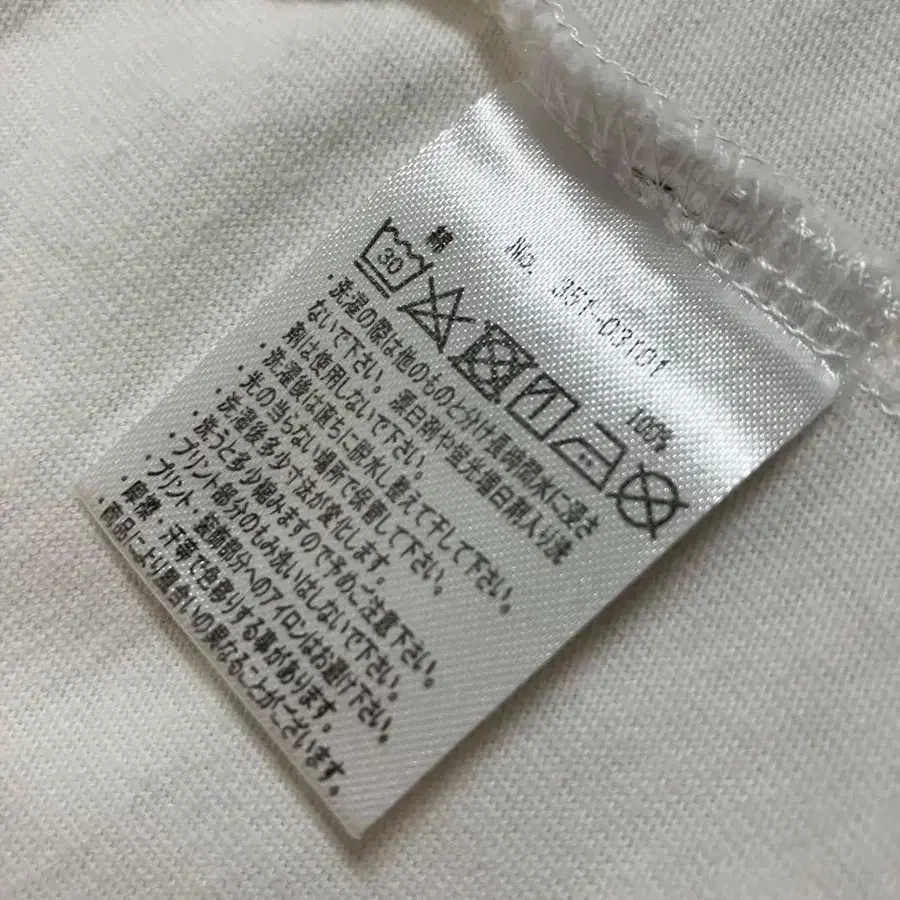 No. 351-03101
綿 100%
30
・洗濯の際は他のものと分け長時間水に浸さ
ないで下さい。漂白剤や蛍光増白剤入り洗
剤は使用しないで下さい。
・洗濯後は直ちに脱水し整えて干して下さい。
・光の当らない場所で保管して下さい。
・洗濯後多少寸法が変化します。
・洗うと多少縮みますので予めご注意下さい。
・プリント部分のもみ洗いはしないで下さい。
・プリント・装飾部分へのアイロンはお避け下さい。
・摩擦・汗等で色移りする事があります。
・商品により風合いの異なることがございます。